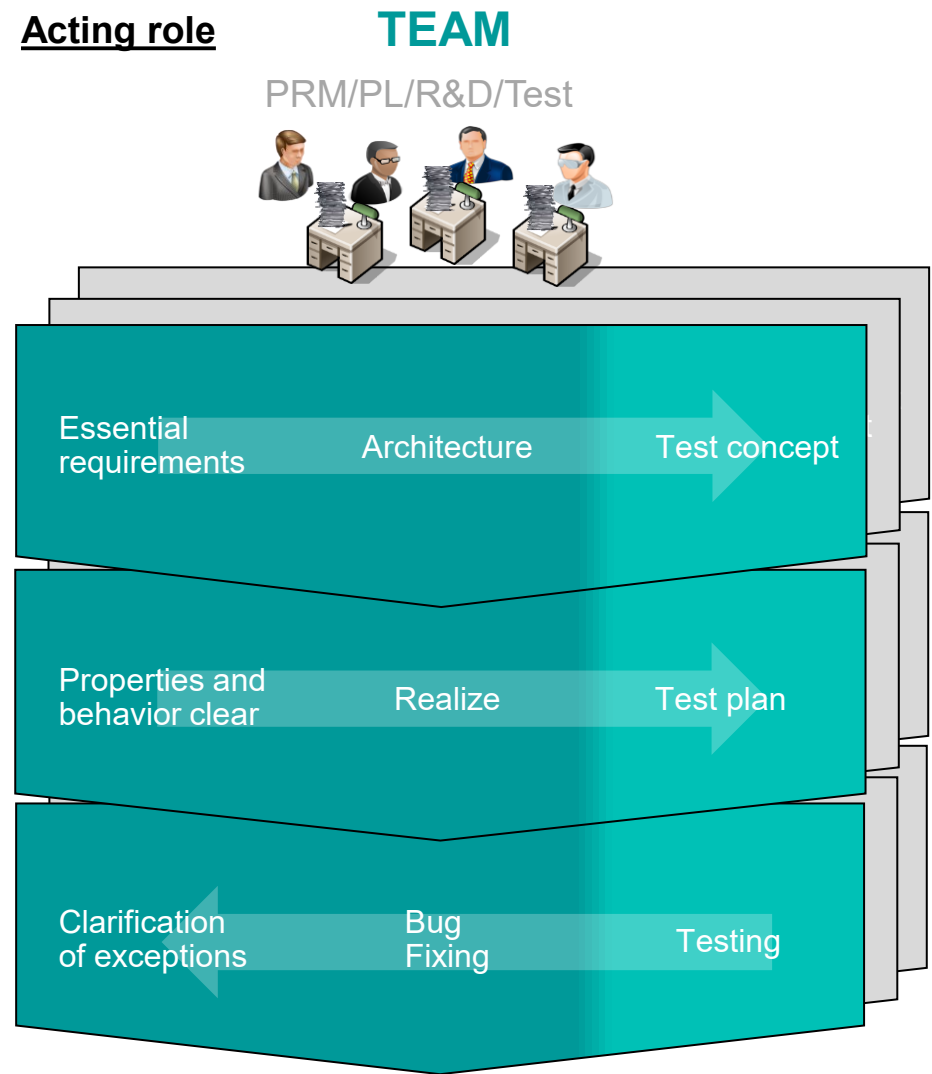 Acting role
TEAM
PRM/PL/R&D/Test
Essential
requirements
Architecture
Test concept
Properties and
behavior clear
Realize
Test plan
Clarification
of exceptions
Bug
Fixing
Testing